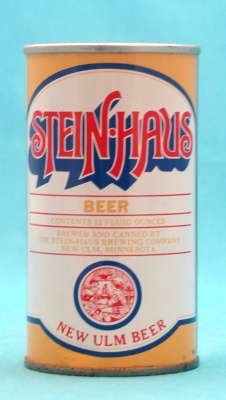 STEIN-HAUS
BEER
CONTENTS 12 FLUID OUNCES
BREWED AND CANNED BY
THE STEIN-HAUS BREWING COMPANY
NEW ULM, MINNESOTA
NEW ULM BEER